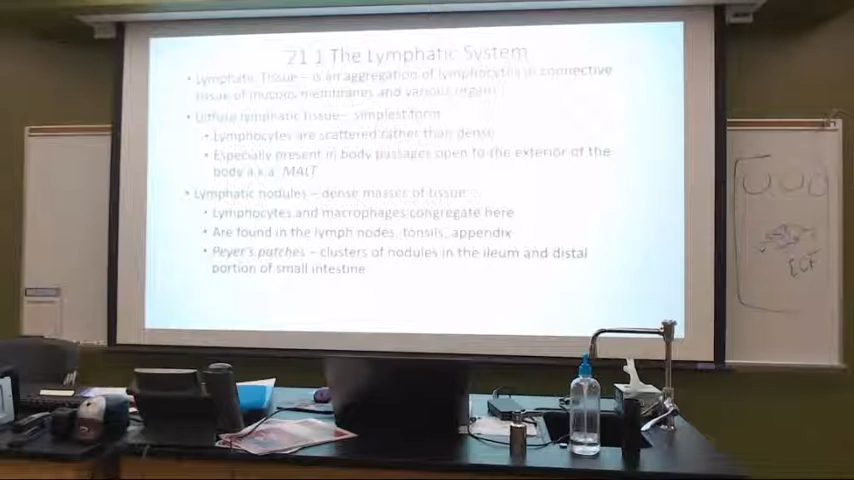 21 1 The Lymphatic System
• Lymphatic Tissue – is an aggregation of lymphocytes in connective
tissue of mucous membranes and various organs
• Diffuse lymphatic tissue – simplest form
• Lymphocytes are scattered rather than dense
• Especially present in body passages open to the exterior of the
body a.k.a. MALT
• Lymphatic nodules – dense masses of tissue
• Lymphocytes and macrophages congregate here
• Are found in the lymph nodes, tonsils, appendix
• Peyer's patches – clusters of nodules in the ileum and distal
portion of small intestine
ECF